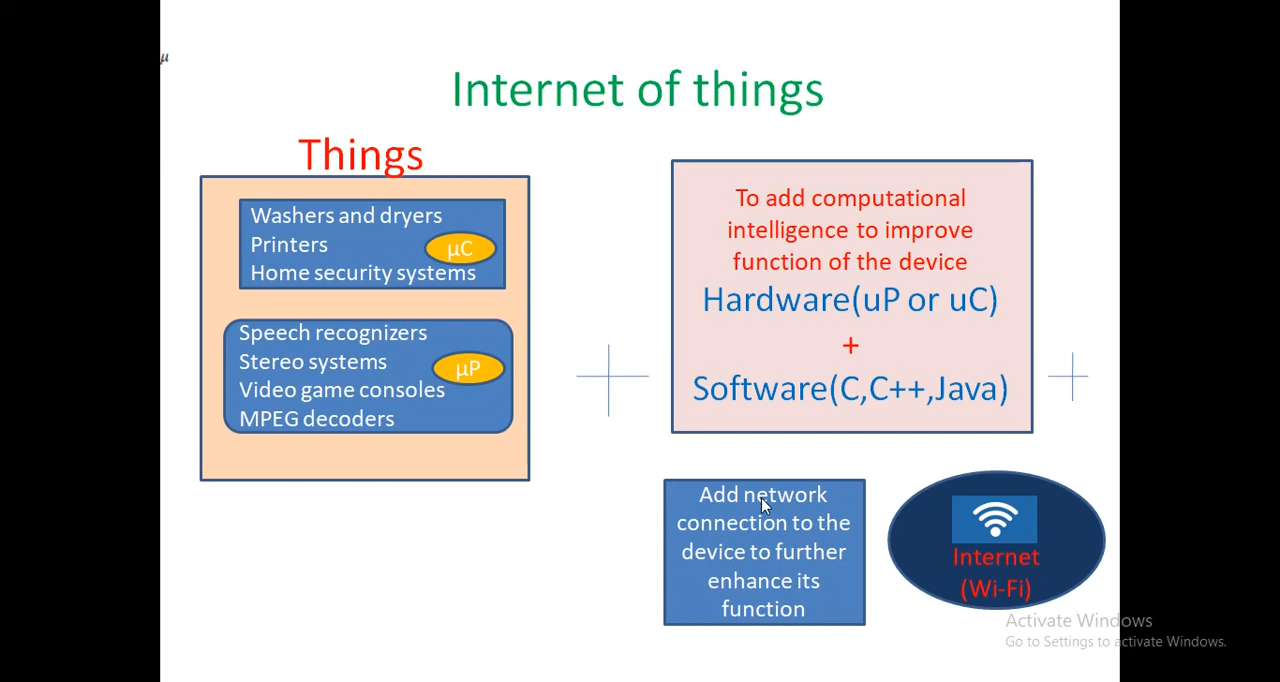 µ
Internet of things
Things
Washers and dryers
Printers
µC
Home security systems
Speech recognizers
Stereo systems
µP
Video game consoles
MPEG decoders
To add computational
intelligence to improve
function of the device
Hardware(uP or uC)
+
Software(C,C++,Java)
Add network
connection to the
device to further
enhance its
function
Internet
(Wi-Fi)
Activate Windows
Go to Settings to activate Windows.